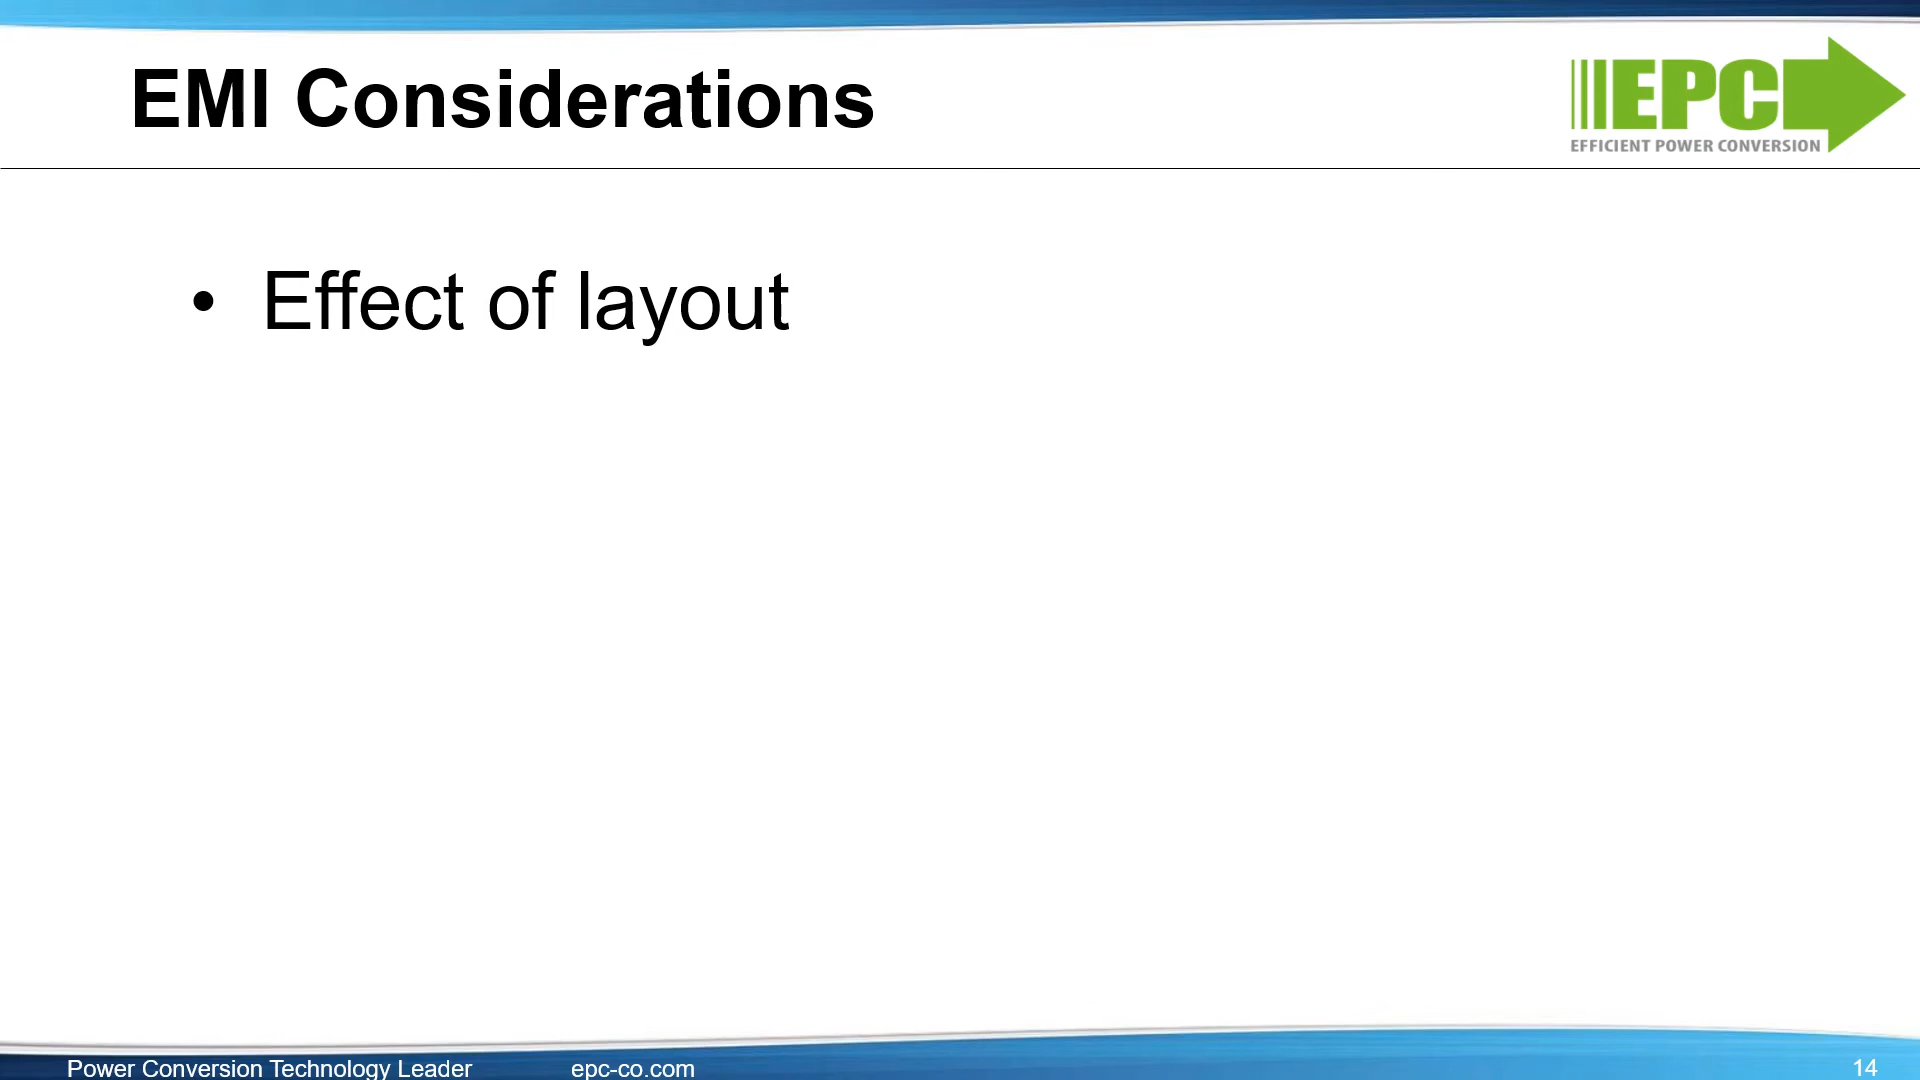 EMI Considerations
EPC
EFFICIENT POWER CONVERSION
• Effect of layout
Power Conversion Technology Leader epc-co.com 14